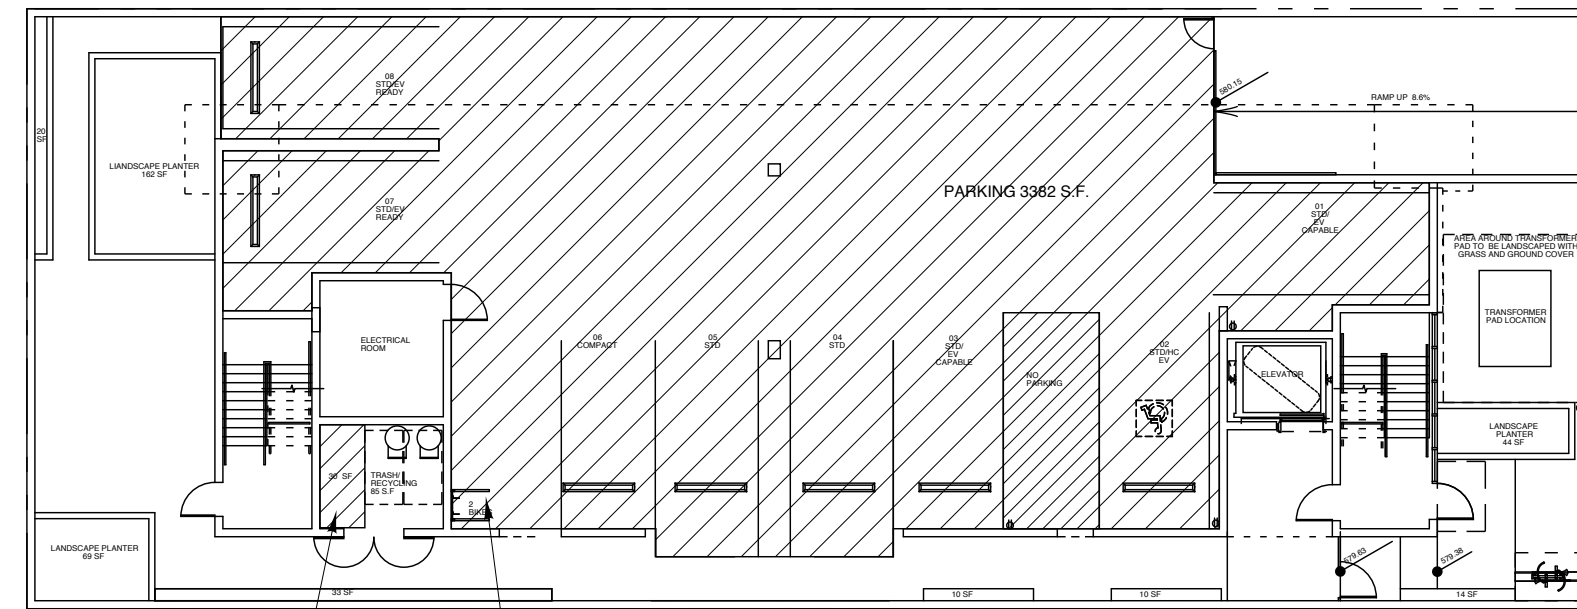 08
STD/EV
READY
580.15
RAMP UP 8.6%
20
SF
LIANDSCAPE PLANTER
162 SF
07
STD/EV
READY
PARKING 3382 S.F.
01
STD/
EV
CAPABLE
AREA AROUND TRANSFORMER
PAD TO BE LANDSCAPED WITH
GRASS AND GROUND COVER
TRANSFORMER
PAD LOCATION
ELECTRICAL
ROOM
06
COMPACT
05
STD
04
STD
03
STD/
EV
CAPABLE
NO
PARKING
02
STD/HC
EV
ELEVATOR
LANDSCAPE
PLANTER
44 SF
36 SF
TRASH/
RECYCLING
85 S.F
2
BIKES
LANDSCAPE PLANTER
69 SF
579.63
579.38
33 SF
10 SF
10 SF
14 SF